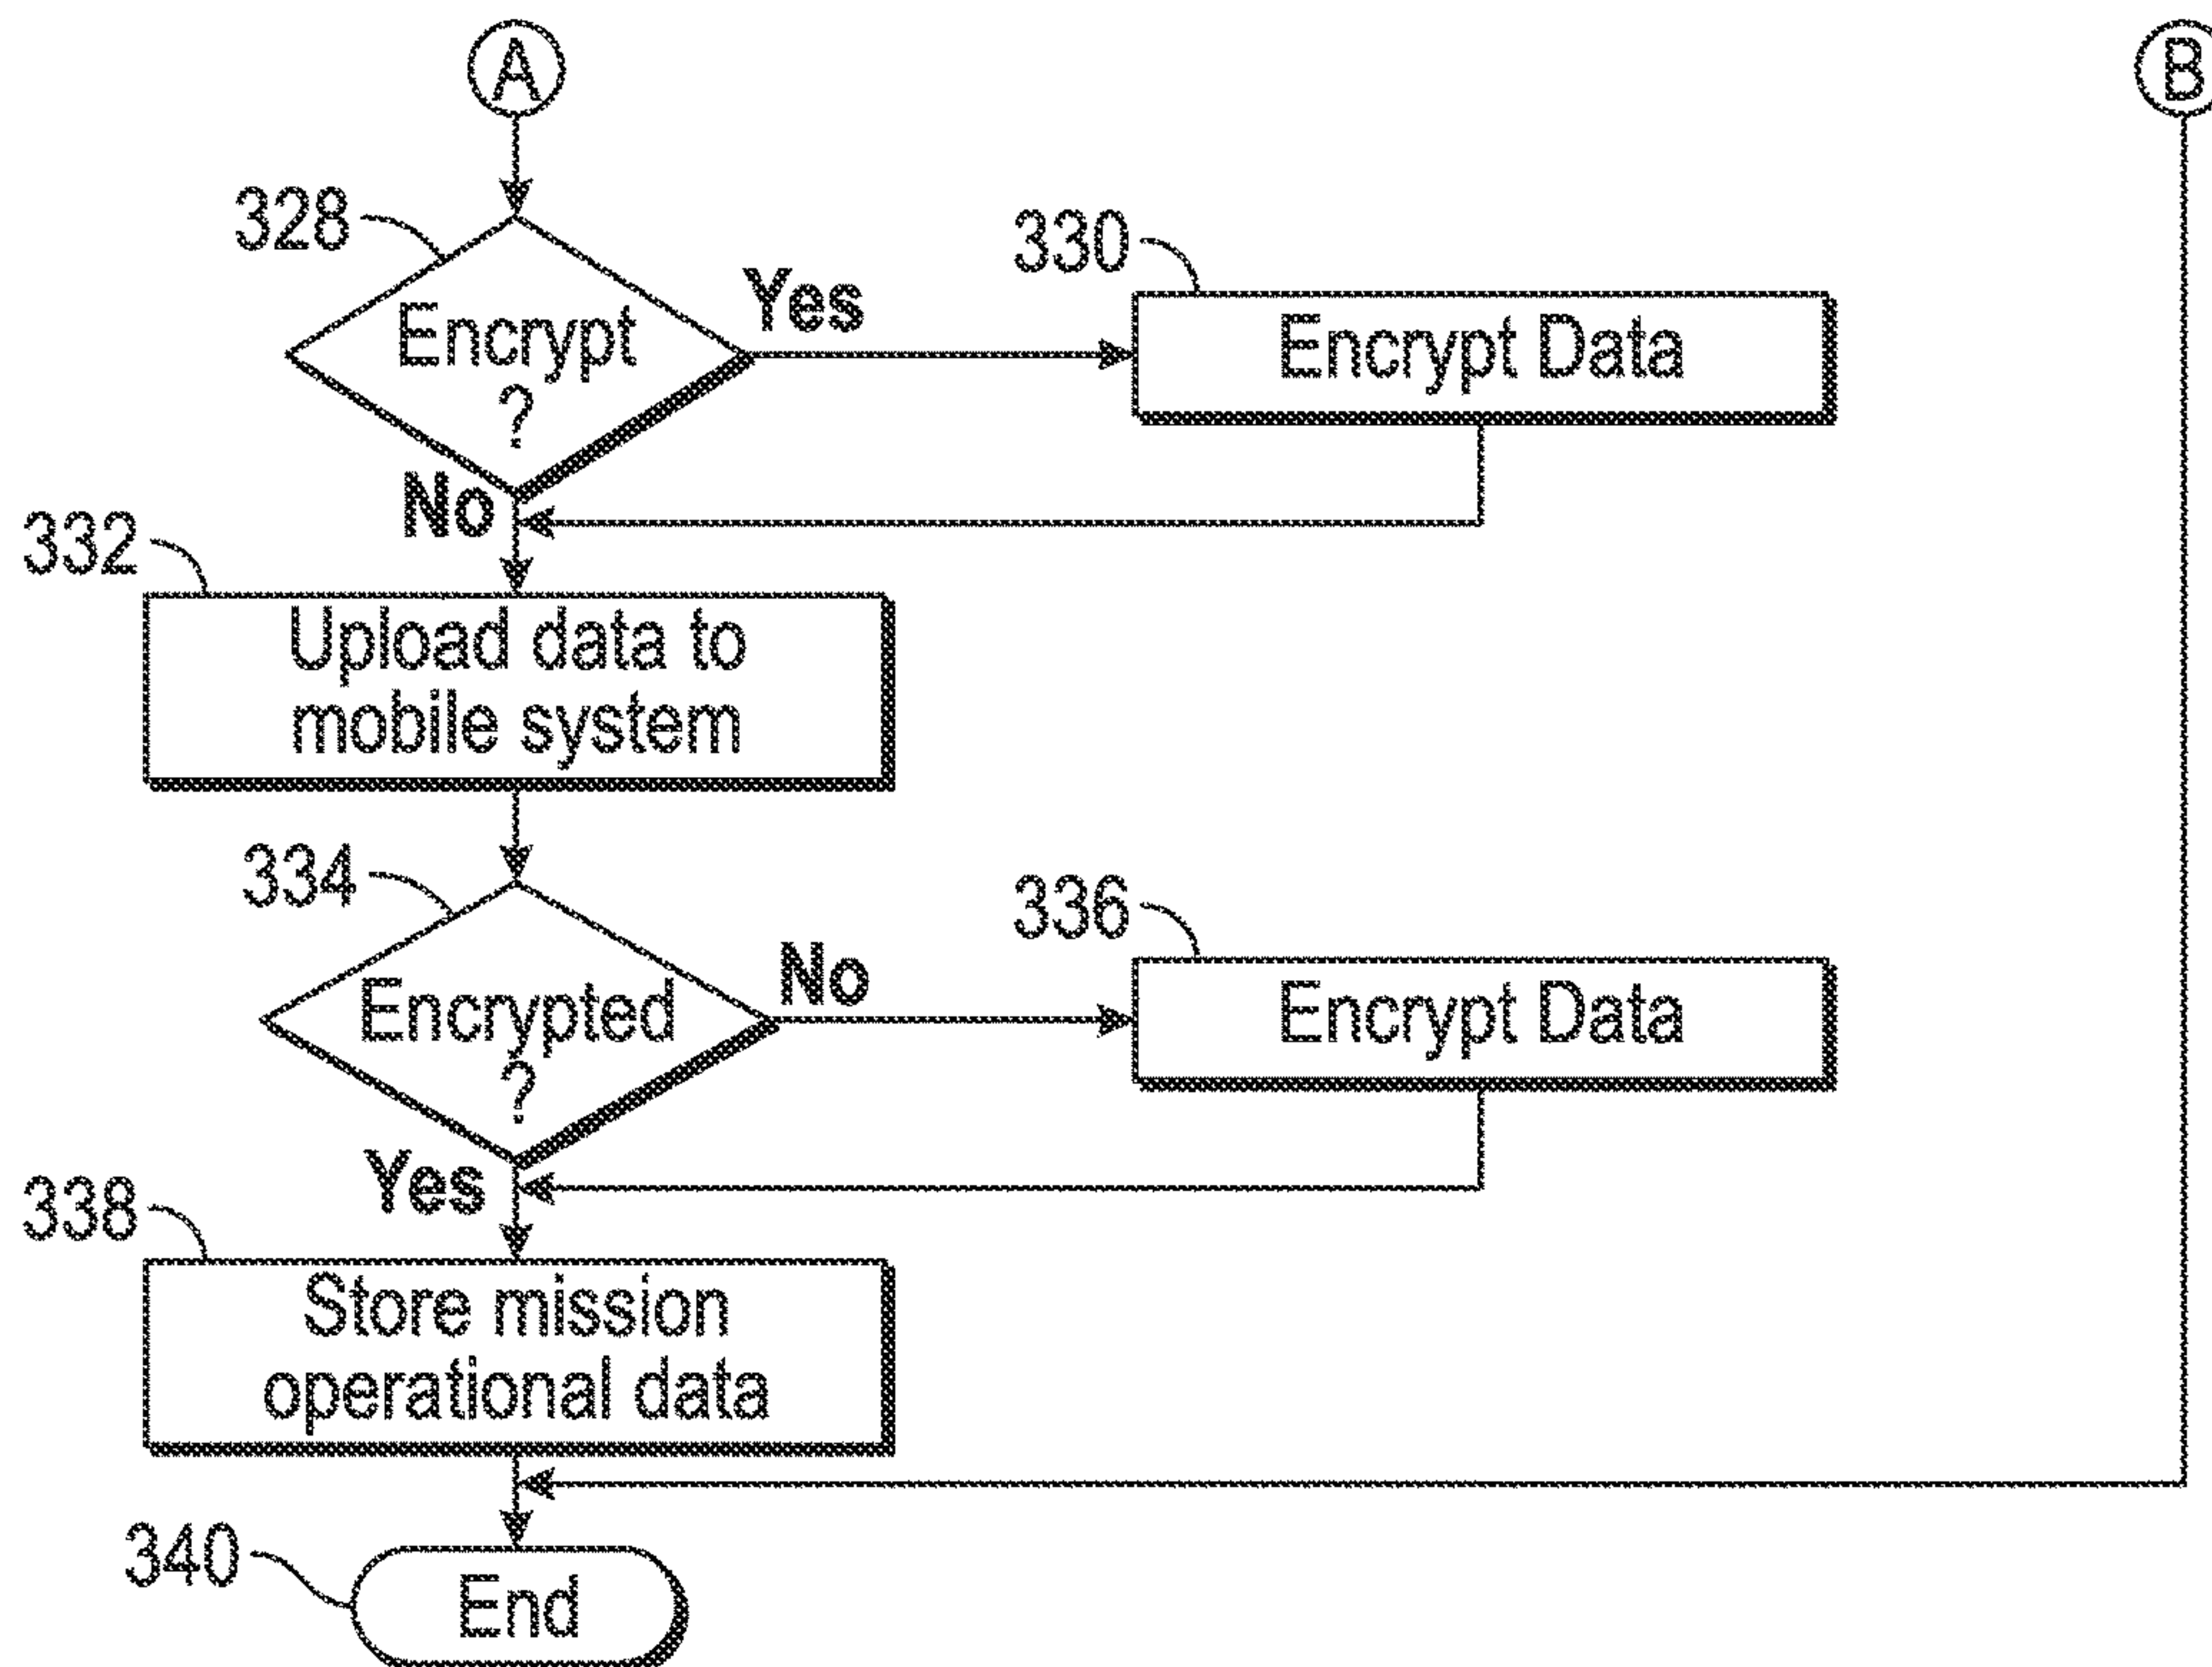 A
B
328
Encrypt
?
Yes
330
Encrypt Data
No
332
Upload data to
mobile system
334
Encrypted
?
No
336
Encrypt Data
Yes
338
Store mission
operational data
340
End